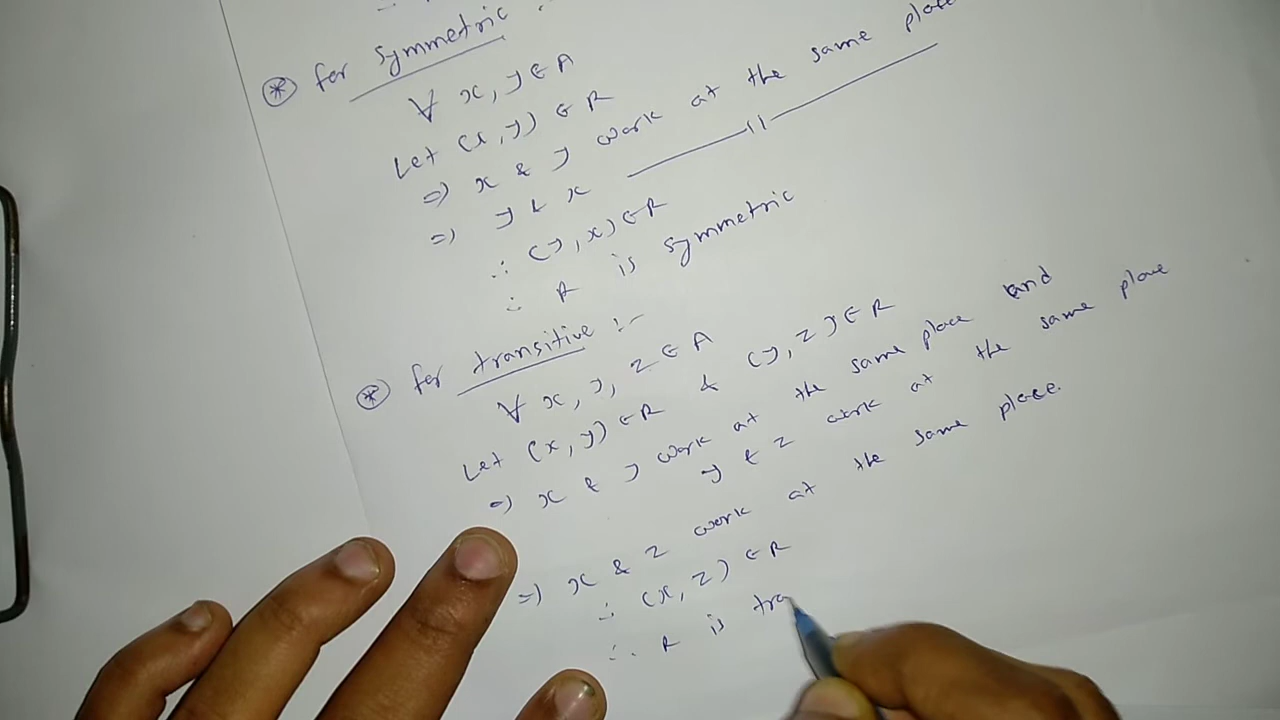 * for symmetric :
∀ x, y ∈ A
Let (x, y) ∈ R
⇒ x & y work at the same place
⇒ y & x ——— 11 ———
∴ (y, x) ∈ R
∴ R is symmetric
* for transitive :-
∀ x, y, z ∈ A
Let (x, y) ∈ R & (y, z) ∈ R
⇒ x & y work at the same place and
y & z work at the same place
⇒ x & z work at the same place.
∴ (x, z) ∈ R
∴ R is tra